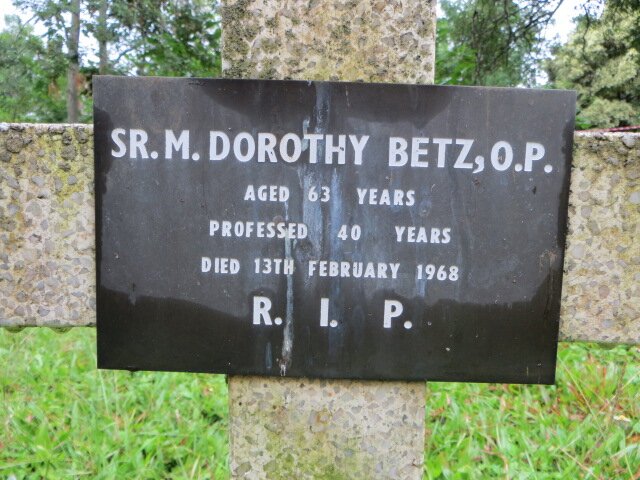 SR. M. DOROTHY BETZ, O.P.
AGED 63 YEARS
PROFESSED 40 YEARS
DIED 13TH FEBRUARY 1968
R. I. P.